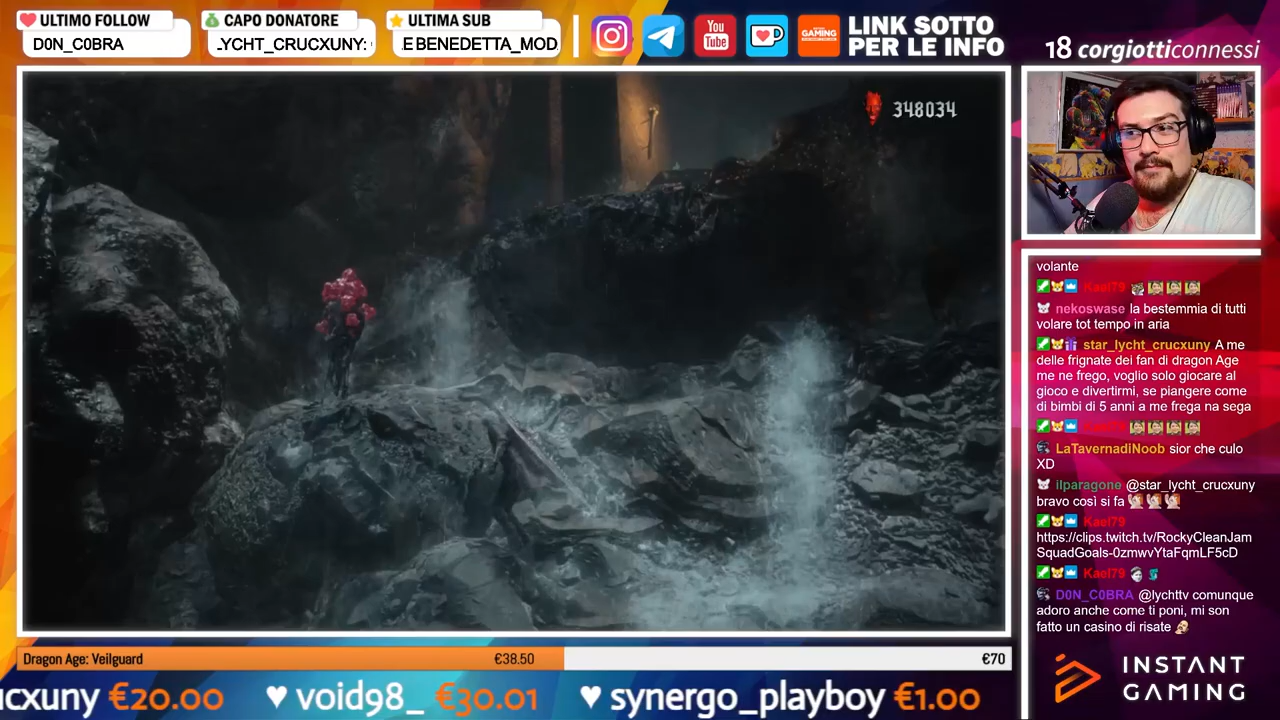 ULTIMO FOLLOW
D0N_C0BRA
CAPO DONATORE
_YCHT_CRUCXUNY:
ULTIMA SUB
E BENEDETTA_MOD
You
Tube
GAMING
LINK SOTTO
PER LE INFO
18 corgiotticonnessi
348034
volante
Kael79
nekoswase la bestemmia di tutti
volare tot tempo in aria
star_lycht_crucxuny A me
delle frignate dei fan di dragon Age
me ne frego, voglio solo giocare al
gioco e divertirmi, se piangere come
di bimbi di 5 anni a me frega na sega
LaTavernadiNoob sior che culo
XD
ilparagone @star_lycht_crucxuny
bravo così si fa
Kael79
https://clips.twitch.tv/RockyCleanJam
SquadGoals-0zmwvYtaFqmLF5cD
Kael79
D0N_C0BRA @lychttv comunque
adoro anche come ti poni, mi son
fatto un casino di risate
Dragon Age: Veilguard
€38.50
€70
ucxuny €20.00 ♥ void98_ €30.01 ♥ synergo_playboy €1.00
INSTANT
GAMING